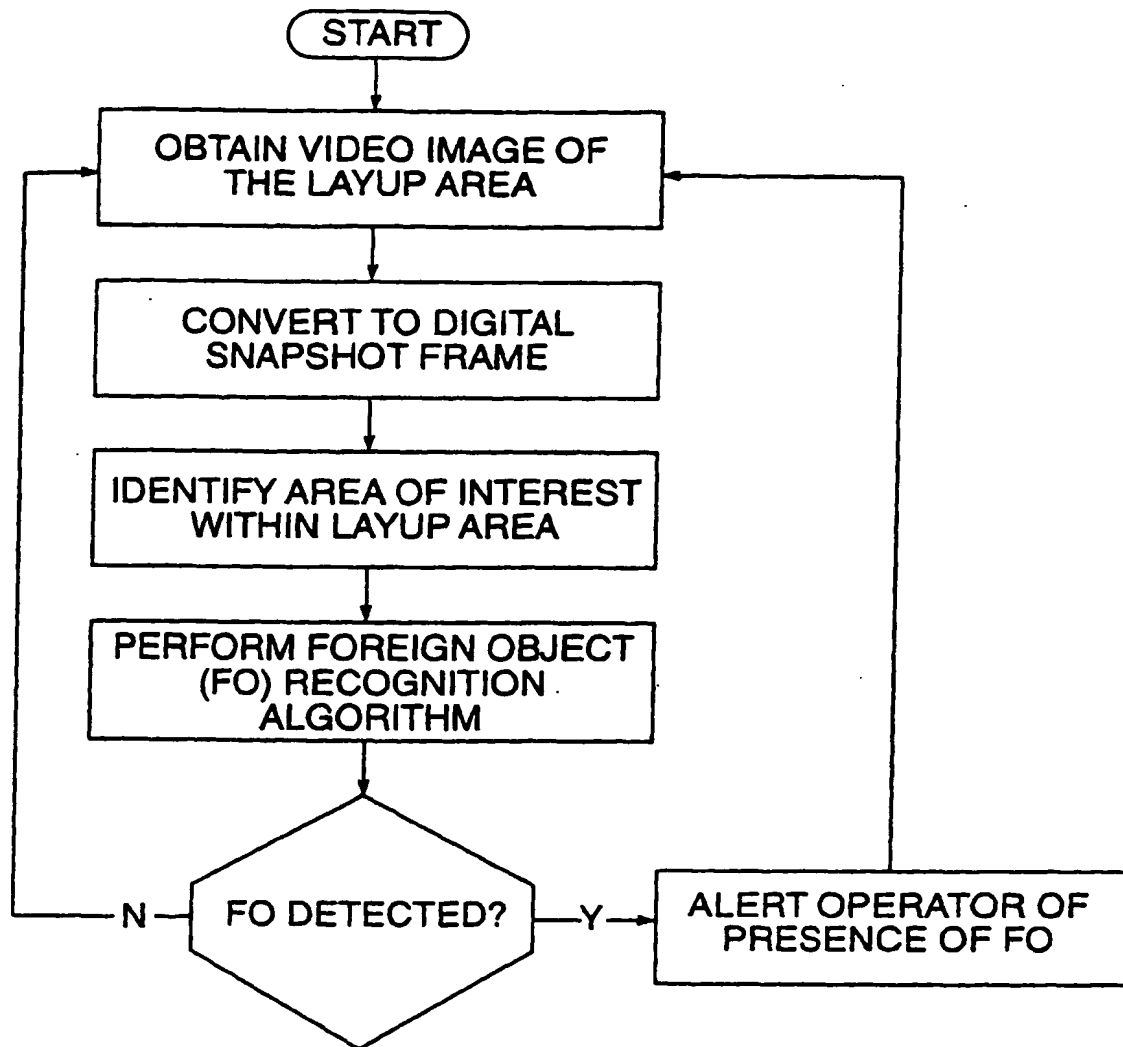 START
OBTAIN VIDEO IMAGE OF
THE LAYUP AREA
CONVERT TO DIGITAL
SNAPSHOT FRAME
IDENTIFY AREA OF INTEREST
WITHIN LAYUP AREA
PERFORM FOREIGN OBJECT
(FO) RECOGNITION
ALGORITHM
N
FO DETECTED?
Y
ALERT OPERATOR OF
PRESENCE OF FO